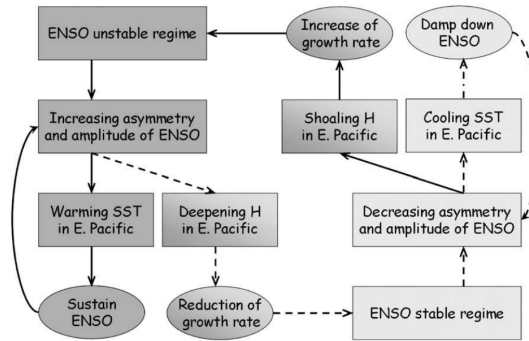 ENSO unstable regime
Increase of
growth rate
Damp down
ENSO
Increasing asymmetry
and amplitude of ENSO
Shoaling H
in E. Pacific
Cooling SST
in E. Pacific
Warming SST
in E. Pacific
Deepening H
in E. Pacific
Decreasing asymmetry
and amplitude of ENSO
Sustain
ENSO
Reduction of
growth rate
ENSO stable regime